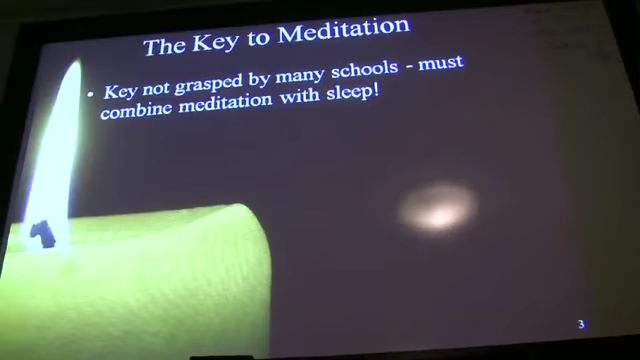 The Key to Meditation
• Key not grasped by many schools - must
combine meditation with sleep!
3